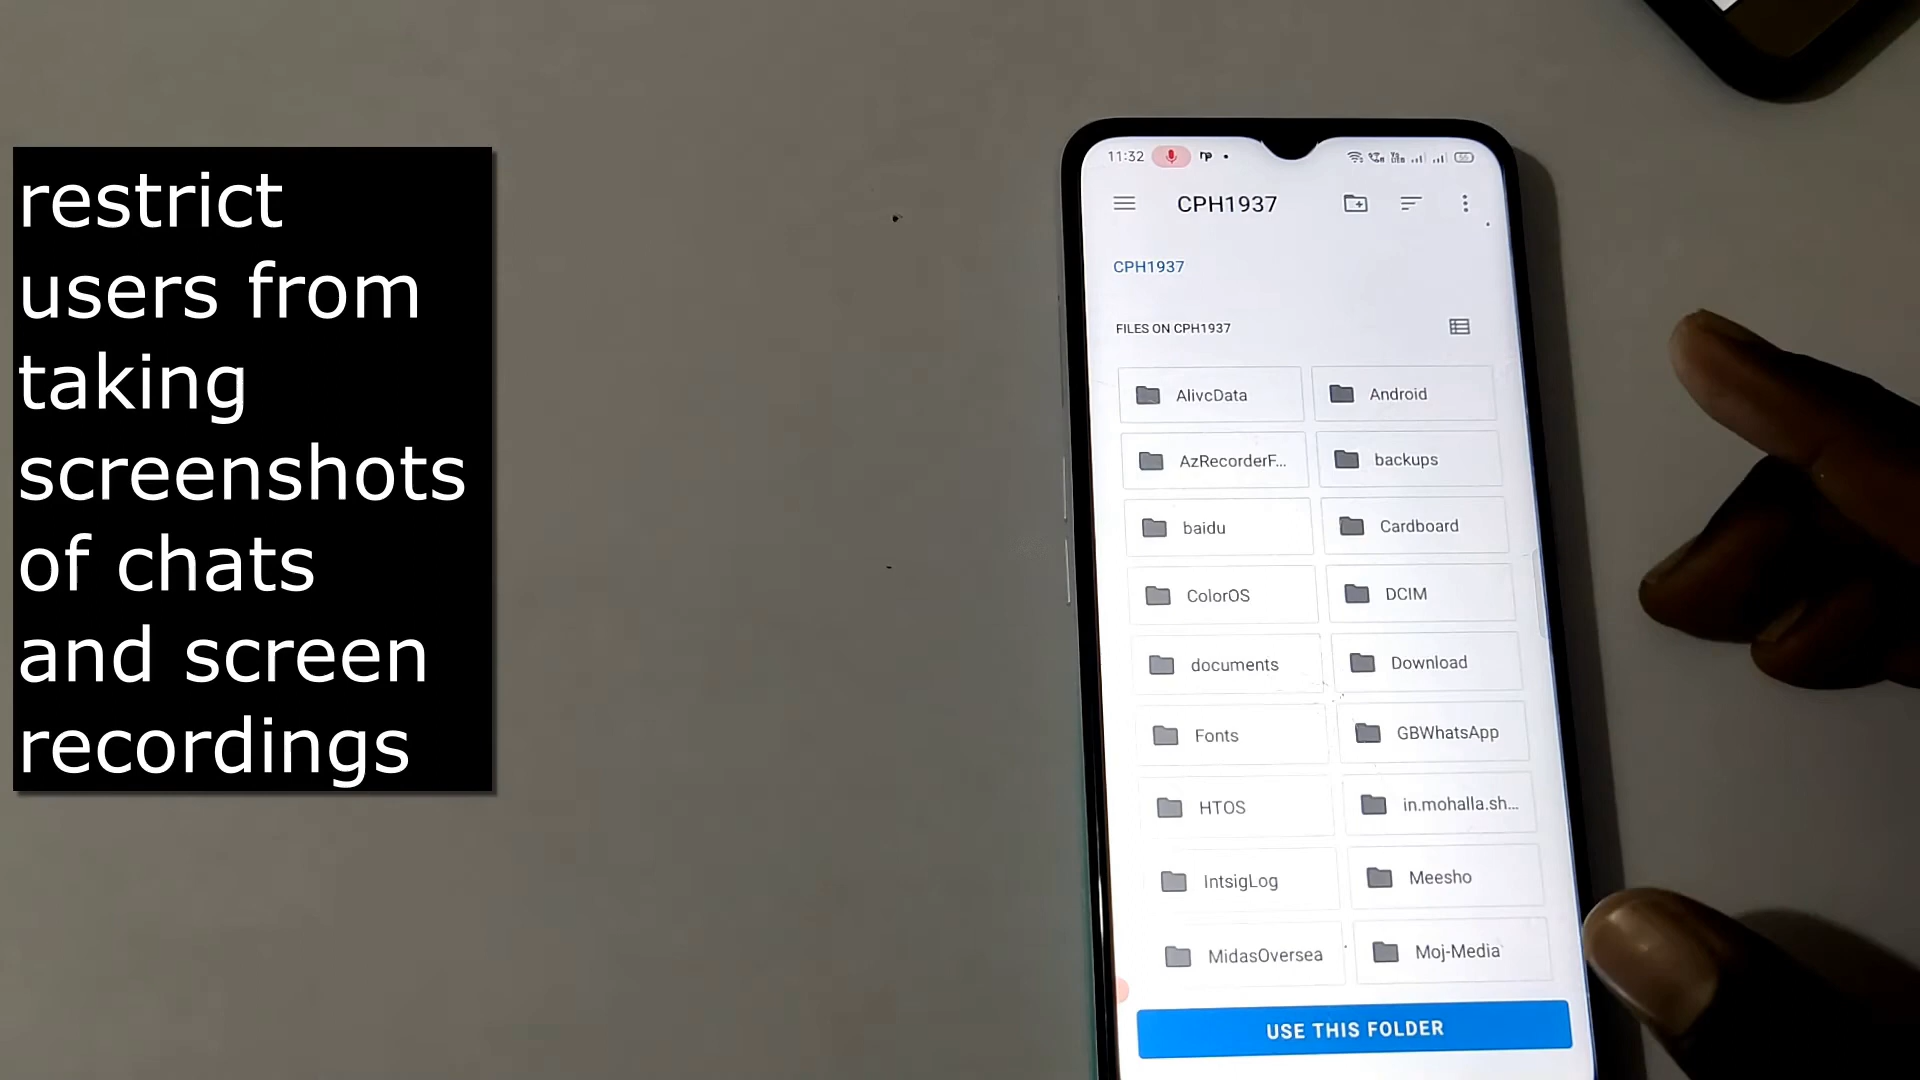 restrict
users from
taking
screenshots
of chats
and screen
recordings
11:32
CPH1937
CPH1937
FILES ON CPH1937
AlivcData
Android
AzRecorderF...
backups
baidu
Cardboard
ColorOS
DCIM
documents
Download
Fonts
GBWhatsApp
HTOS
in.mohalla.sh...
IntsigLog
Meesho
MidasOversea
Moj-Media
USE THIS FOLDER